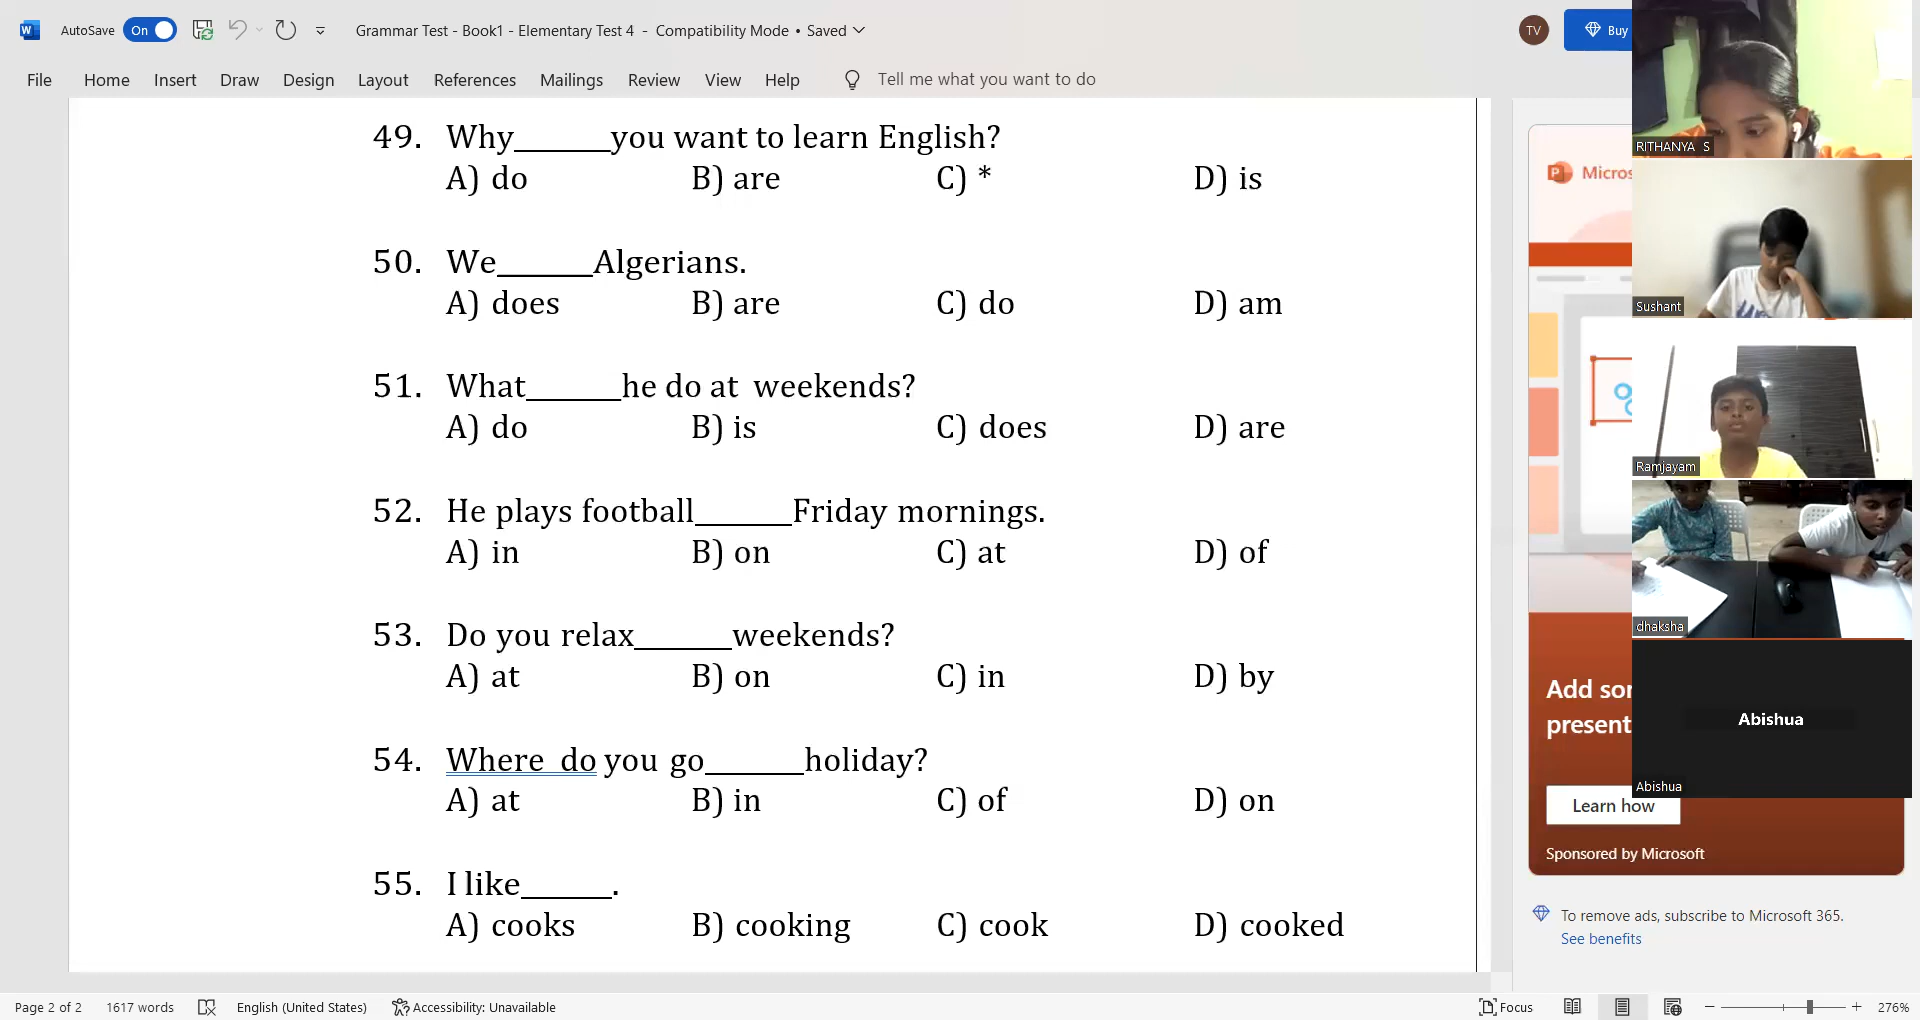 AutoSave On Grammar Test - Book1 - Elementary Test 4 - Compatibility Mode • Saved TV Buy
File Home Insert Draw Design Layout References Mailings Review View Help Tell me what you want to do
49. Why______you want to learn English?
A) do B) are C) * D) is
50. We______Algerians.
A) does B) are C) do D) am
51. What______he do at weekends?
A) do B) is C) does D) are
52. He plays football______Friday mornings.
A) in B) on C) at D) of
53. Do you relax______weekends?
A) at B) on C) in D) by
54. Where do you go______holiday?
A) at B) in C) of D) on
55. I like______.
A) cooks B) cooking C) cook D) cooked
RITHANYA S
Sushant
Ramjayam
dhaksha
Abishua
Abishua
Add
present
Learn how
Sponsored by Microsoft
To remove ads, subscribe to Microsoft 365.
See benefits
Page 2 of 2 1617 words English (United States) Accessibility: Unavailable Focus 276%